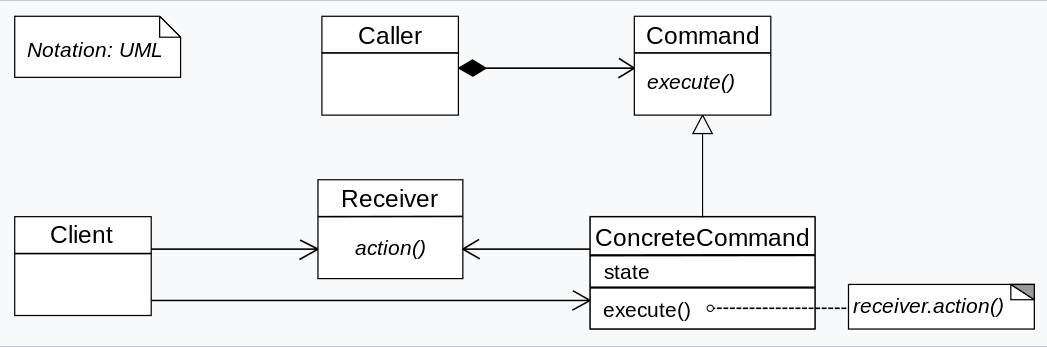 Notation: UML
Caller
Command
execute()
Receiver
action()
Client
ConcreteCommand
state
execute()
receiver.action()